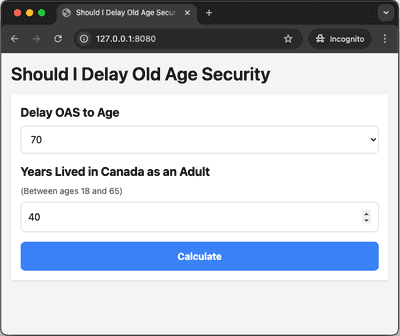 Should I Delay Old Age Secur
127.0.0.1:8080
Incognito
Should I Delay Old Age Security
Delay OAS to Age
70
Years Lived in Canada as an Adult
(Between ages 18 and 65)
40
Calculate